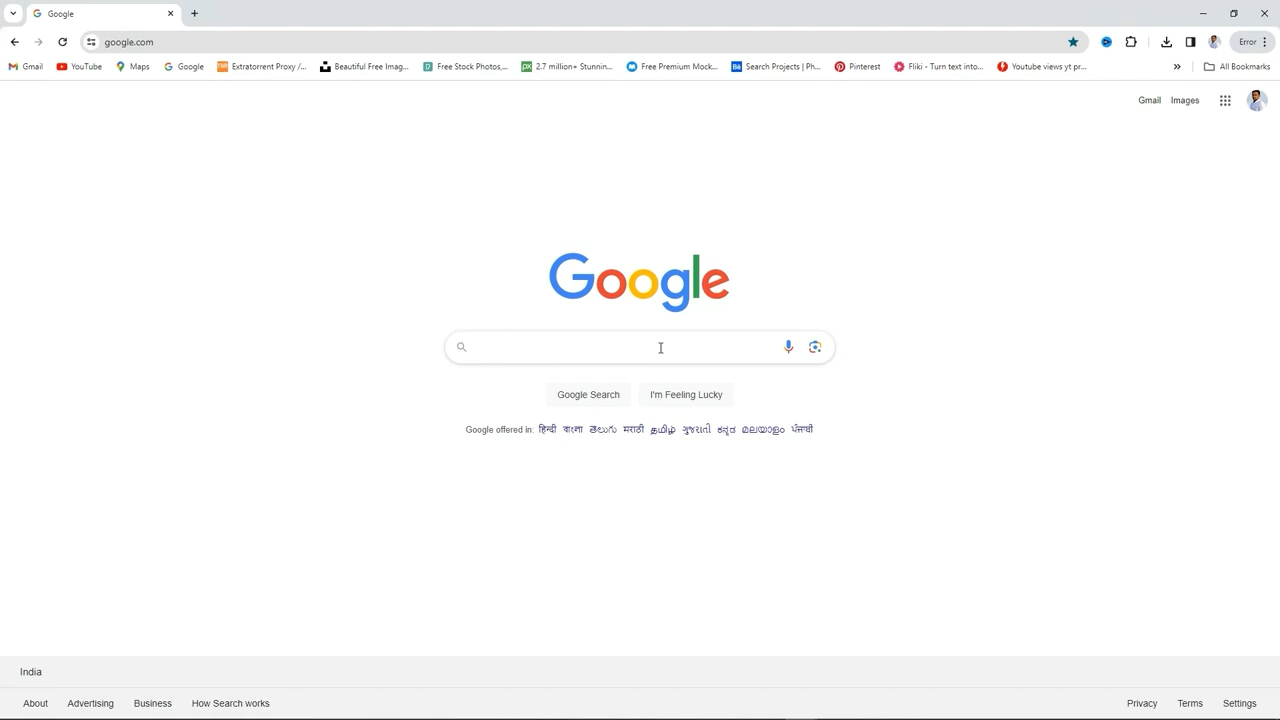 Google
google.com
Error
Gmail YouTube Maps Google Extratorrent Proxy /... Beautiful Free Imag... Free Stock Photos,... 2.7 million+ Stunnin... Free Premium Mock... Search Projects | Ph... Pinterest Fliki - Turn text into... Youtube views yt pr... » All Bookmarks
Gmail Images
Google
Google Search I'm Feeling Lucky
Google offered in: हिन्दी বাংলা తెలుగు मराठी தமிழ் ગુજરાતી ಕನ್ನಡ മലയാളം ਪੰਜਾਬੀ
India
About Advertising Business How Search works Privacy Terms Settings